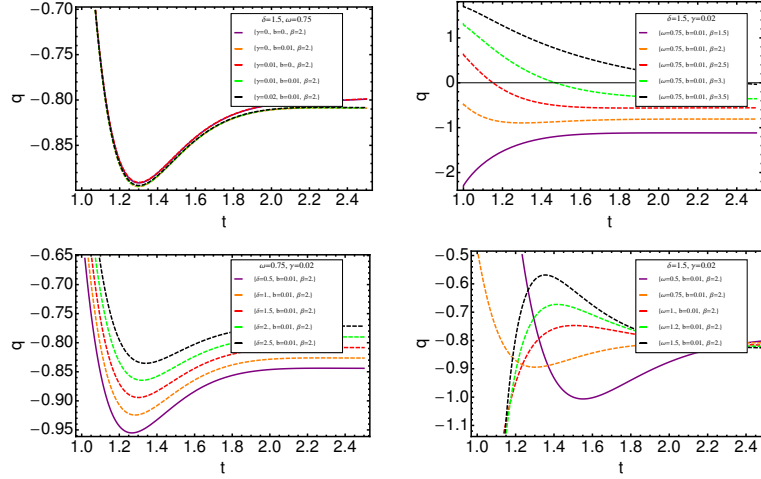 δ=1.5, ω=0.75
{γ=0., b=0., β=2.}
{γ=0., b=0.01, β=2.}
{γ=0.01, b=0., β=2.}
{γ=0.01, b=0.01, β=2.}
{γ=0.02, b=0.01, β=2.}
-0.70
-0.80
-0.85
q
1.0 1.2 1.4 1.6 1.8 2.0 2.2 2.4
t
δ=1.5, γ=0.02
{ω=0.75, b=0.01, β=1.5}
{ω=0.75, b=0.01, β=2.}
{ω=0.75, b=0.01, β=2.5}
{ω=0.75, b=0.01, β=3.}
{ω=0.75, b=0.01, β=3.5}
1
0
-1
-2
q
1.0 1.2 1.4 1.6 1.8 2.0 2.2 2.4
t
ω=0.75, γ=0.02
{δ=0.5, b=0.01, β=2.}
{δ=1., b=0.01, β=2.}
{δ=1.5, b=0.01, β=2.}
{δ=2., b=0.01, β=2.}
{δ=2.5, b=0.01, β=2.}
-0.65
-0.70
-0.75
-0.80
-0.85
-0.90
-0.95
q
1.0 1.2 1.4 1.6 1.8 2.0 2.2 2.4
t
δ=1.5, γ=0.02
{ω=0.5, b=0.01, β=2.}
{ω=0.75, b=0.01, β=2.}
{ω=1., b=0.01, β=2.}
{ω=1.2, b=0.01, β=2.}
{ω=1.5, b=0.01, β=2.}
-0.5
-0.6
-0.7
-0.8
-0.9
-1.0
-1.1
q
1.0 1.2 1.4 1.6 1.8 2.0 2.2 2.4
t